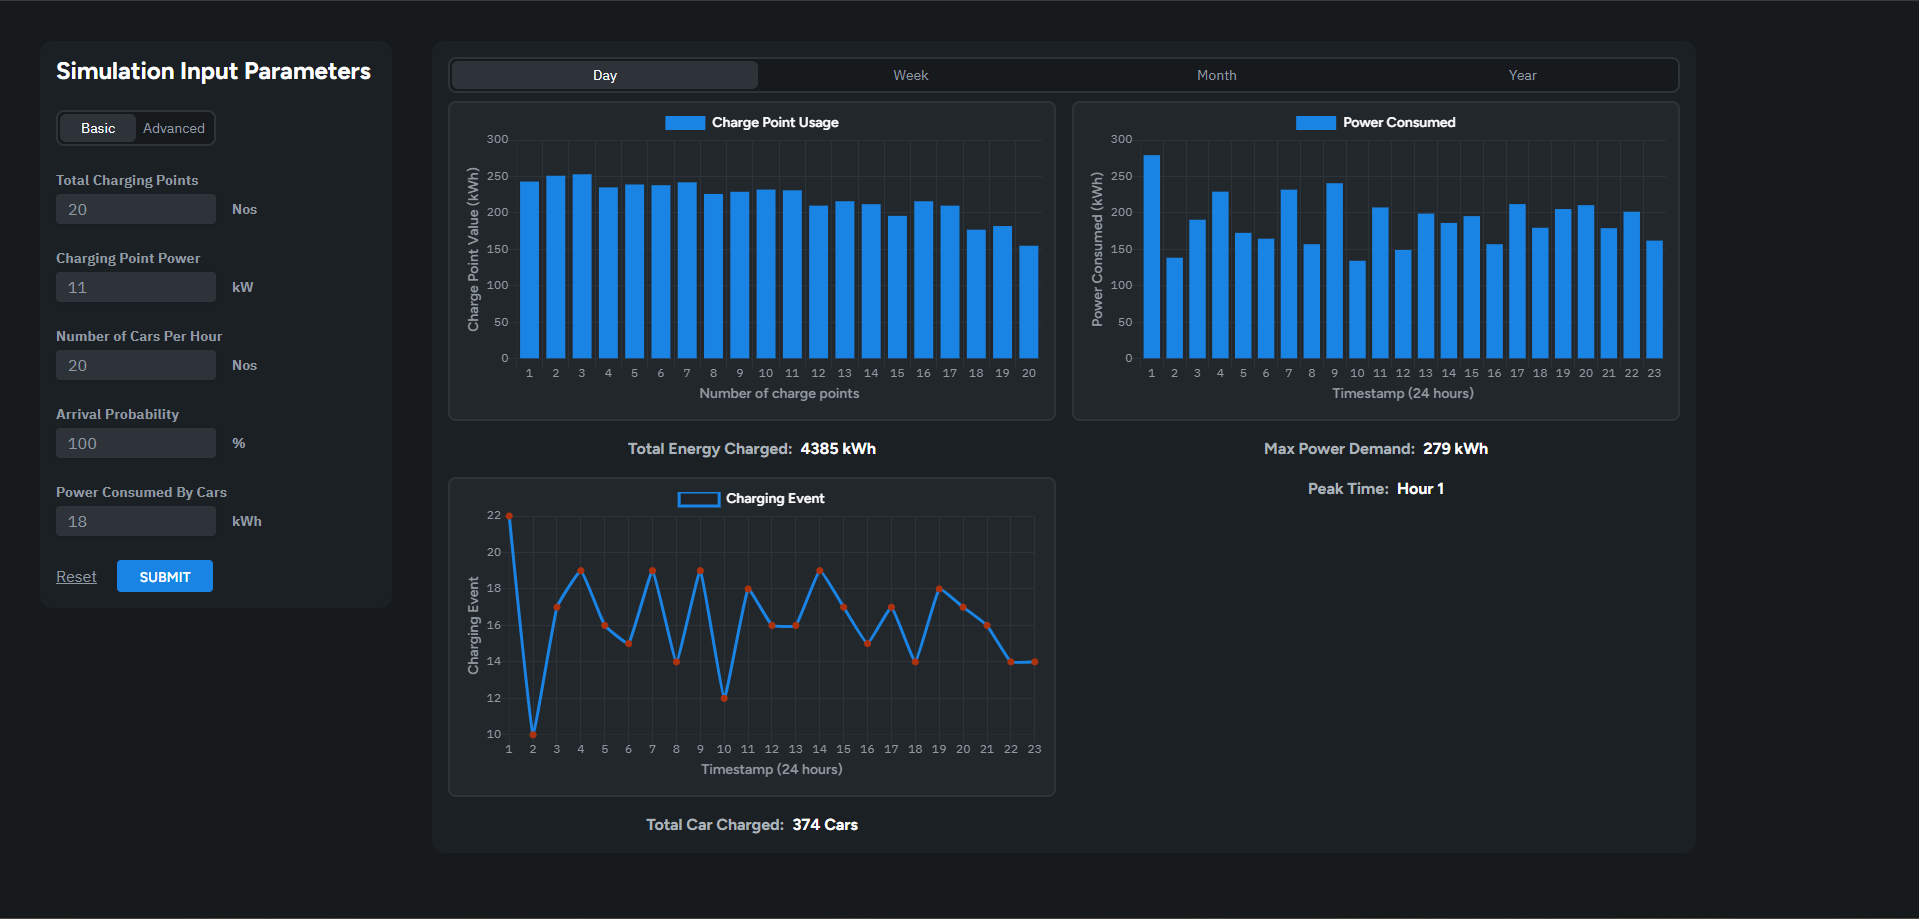 Simulation Input Parameters
Basic Advanced
Total Charging Points
20 Nos
Charging Point Power
11 kW
Number of Cars Per Hour
20 Nos
Arrival Probability
100 %
Power Consumed By Cars
18 kWh
Reset SUBMIT
Day Week Month Year
Charge Point Usage
Charge Point Value (kWh)
300
250
200
150
100
50
0
1 2 3 4 5 6 7 8 9 10 11 12 13 14 15 16 17 18 19 20
Number of charge points
Total Energy Charged: 4385 kWh
Power Consumed
Power Consumed (kWh)
300
250
200
150
100
50
0
1 2 3 4 5 6 7 8 9 10 11 12 13 14 15 16 17 18 19 20 21 22 23
Timestamp (24 hours)
Max Power Demand: 279 kWh
Peak Time: Hour 1
Charging Event
Charging Event
22
20
18
16
14
12
10
1 2 3 4 5 6 7 8 9 10 11 12 13 14 15 16 17 18 19 20 21 22 23
Timestamp (24 hours)
Total Car Charged: 374 Cars